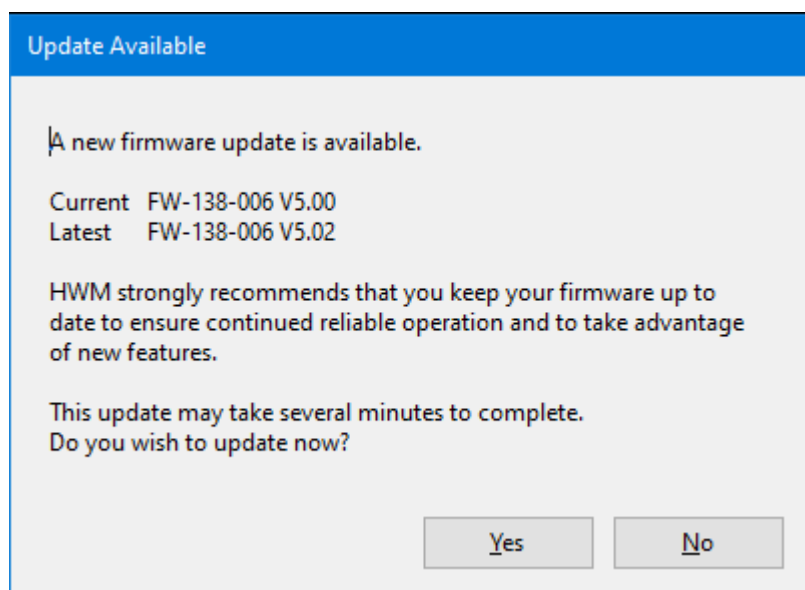 Update Available
A new firmware update is available.
Current FW-138-006 V5.00
Latest FW-138-006 V5.02
HWM strongly recommends that you keep your firmware up to
date to ensure continued reliable operation and to take advantage
of new features.
This update may take several minutes to complete.
Do you wish to update now?
Yes No